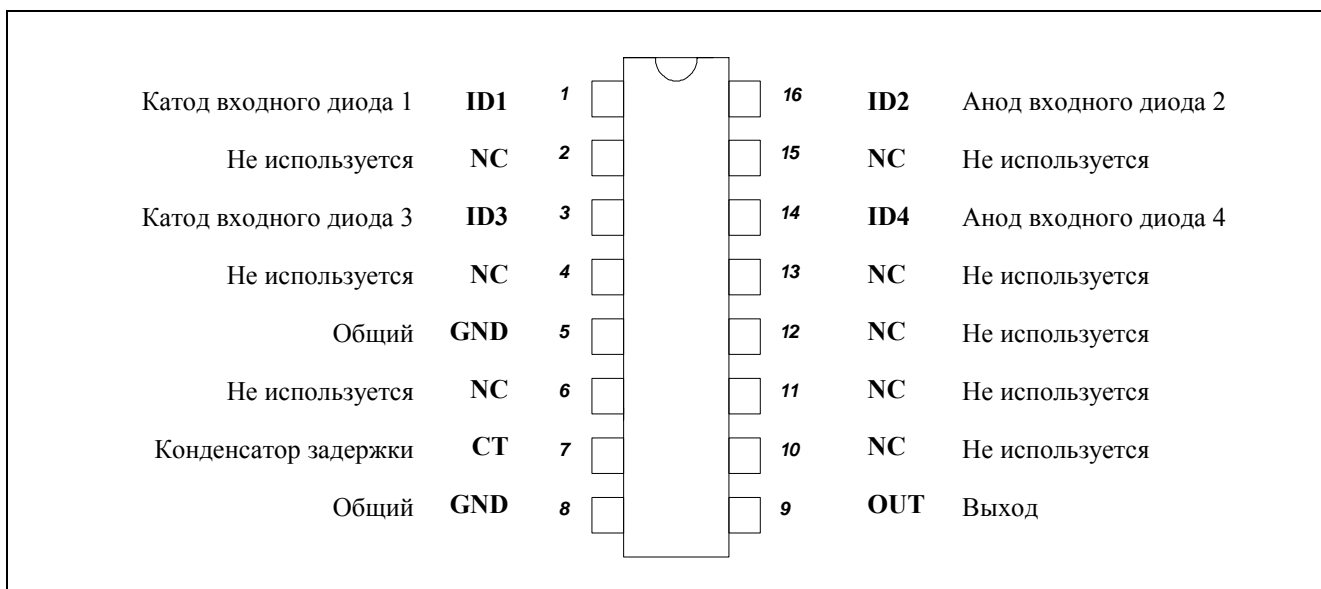 Катод входного диода 1 ID1 1 16 ID2 Анод входного диода 2
Не используется NC 2 15 NC Не используется
Катод входного диода 3 ID3 3 14 ID4 Анод входного диода 4
Не используется NC 4 13 NC Не используется
Общий GND 5 12 NC Не используется
Не используется NC 6 11 NC Не используется
Конденсатор задержки CT 7 10 NC Не используется
Общий GND 8 9 OUT Выход